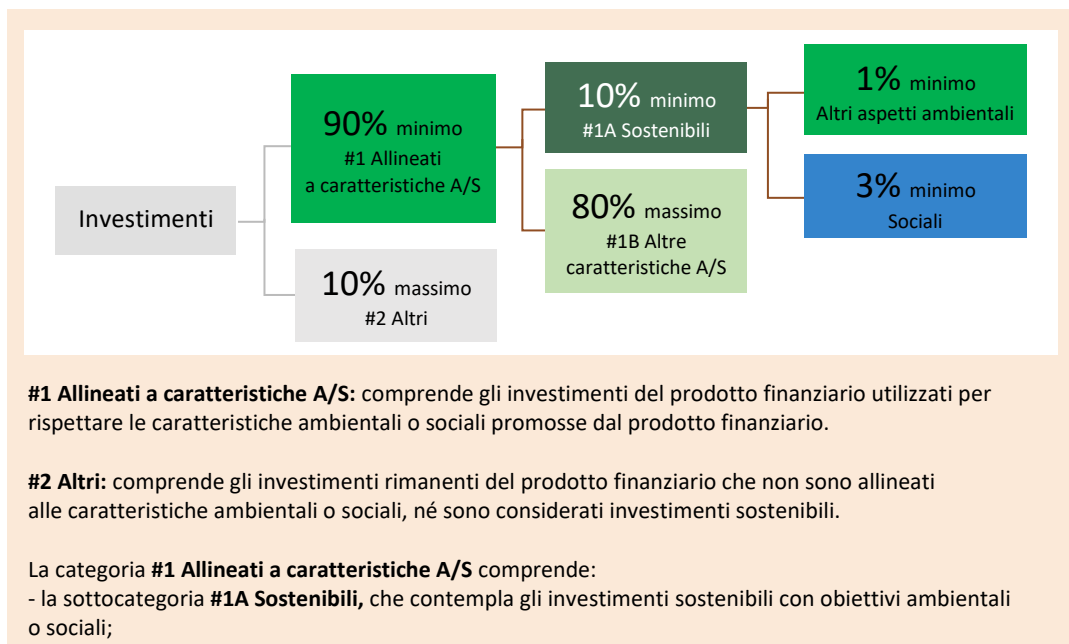 Investimenti
90% minimo
#1 Allineati
a caratteristiche A/S
10% massimo
#2 Altri
10% minimo
#1A Sostenibili
80% massimo
#1B Altre
caratteristiche A/S
1% minimo
Altri aspetti ambientali
3% minimo
Sociali
#1 Allineati a caratteristiche A/S: comprende gli investimenti del prodotto finanziario utilizzati per
rispettare le caratteristiche ambientali o sociali promosse dal prodotto finanziario.
#2 Altri: comprende gli investimenti rimanenti del prodotto finanziario che non sono allineati
alle caratteristiche ambientali o sociali, né sono considerati investimenti sostenibili.
La categoria #1 Allineati a caratteristiche A/S comprende:
- la sottocategoria #1A Sostenibili, che contempla gli investimenti sostenibili con obiettivi ambientali
o sociali;